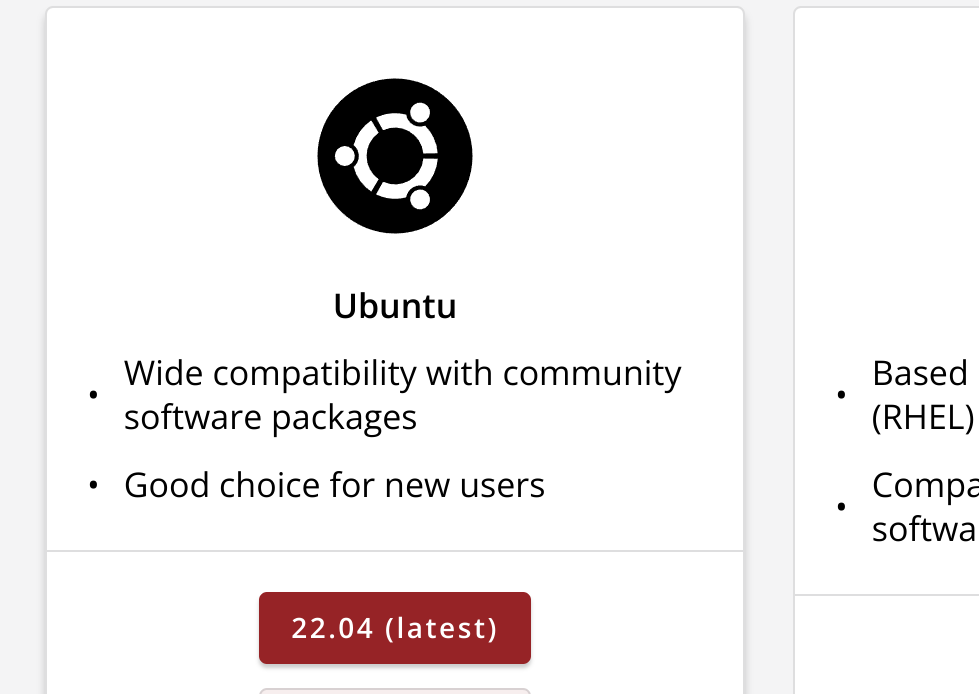 Ubuntu
• Wide compatibility with community
software packages
• Good choice for new users
22.04 (latest)
• Based
(RHEL)
• Compa
softwa